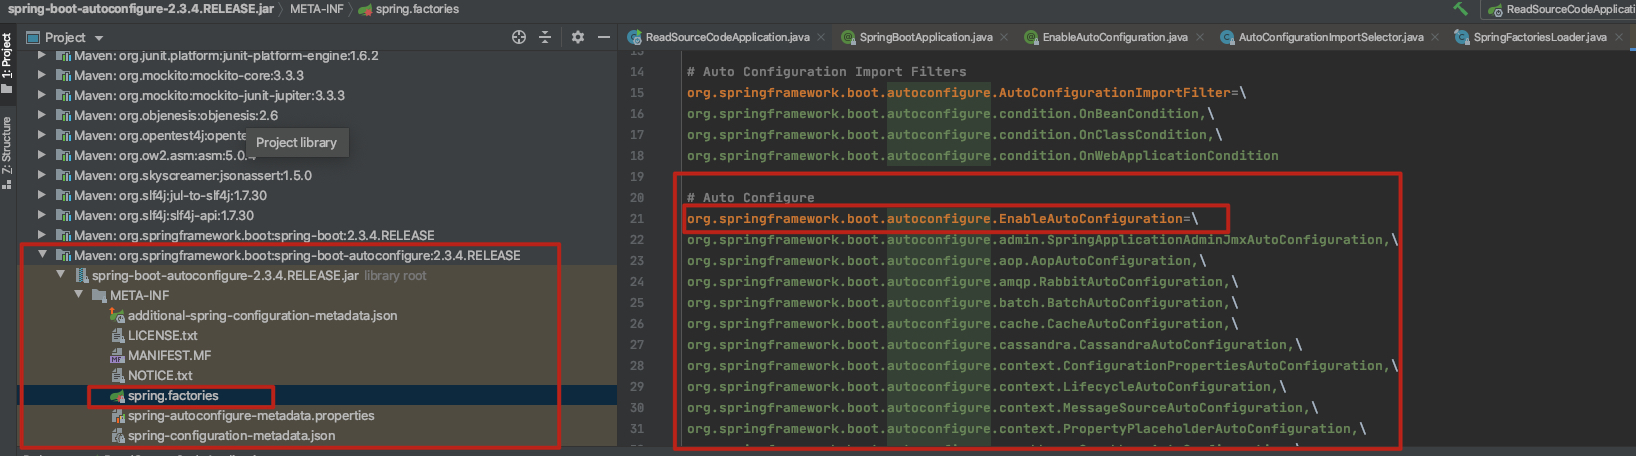 spring-boot-autoconfigure-2.3.4.RELEASE.jar META-INF spring.factories
ReadSourceCodeApplicati
1: Project
Z: Structure
Project
Maven: org.junit.platform:junit-platform-engine:1.6.2
Maven: org.mockito:mockito-core:3.3.3
Maven: org.mockito:mockito-junit-jupiter:3.3.3
Maven: org.objenesis:objenesis:2.6
Maven: org.opentest4j:opente
Project library
Maven: org.ow2.asm:asm:5.0.4
Maven: org.skyscreamer:jsonassert:1.5.0
Maven: org.slf4j:jul-to-slf4j:1.7.30
Maven: org.slf4j:slf4j-api:1.7.30
Maven: org.springframework.boot:spring-boot:2.3.4.RELEASE
Maven: org.springframework.boot:spring-boot-autoconfigure:2.3.4.RELEASE
spring-boot-autoconfigure-2.3.4.RELEASE.jar library root
META-INF
additional-spring-configuration-metadata.json
LICENSE.txt
MF MANIFEST.MF
NOTICE.txt
spring.factories
spring-autoconfigure-metadata.properties
spring-configuration-metadata.json
ReadSourceCodeApplication.java SpringBootApplication.java EnableAutoConfiguration.java AutoConfigurationImportSelector.java SpringFactoriesLoader.java
14 # Auto Configuration Import Filters
15 org.springframework.boot.autoconfigure.AutoConfigurationImportFilter=\
16 org.springframework.boot.autoconfigure.condition.OnBeanCondition,\
17 org.springframework.boot.autoconfigure.condition.OnClassCondition,\
18 org.springframework.boot.autoconfigure.condition.OnWebApplicationCondition
19
20 # Auto Configure
21 org.springframework.boot.autoconfigure.EnableAutoConfiguration=\
22 org.springframework.boot.autoconfigure.admin.SpringApplicationAdminJmxAutoConfiguration,\
23 org.springframework.boot.autoconfigure.aop.AopAutoConfiguration,\
24 org.springframework.boot.autoconfigure.amqp.RabbitAutoConfiguration,\
25 org.springframework.boot.autoconfigure.batch.BatchAutoConfiguration,\
26 org.springframework.boot.autoconfigure.cache.CacheAutoConfiguration,\
27 org.springframework.boot.autoconfigure.cassandra.CassandraAutoConfiguration,\
28 org.springframework.boot.autoconfigure.context.ConfigurationPropertiesAutoConfiguration,\
29 org.springframework.boot.autoconfigure.context.LifecycleAutoConfiguration,\
30 org.springframework.boot.autoconfigure.context.MessageSourceAutoConfiguration,\
31 org.springframework.boot.autoconfigure.context.PropertyPlaceholderAutoConfiguration,\